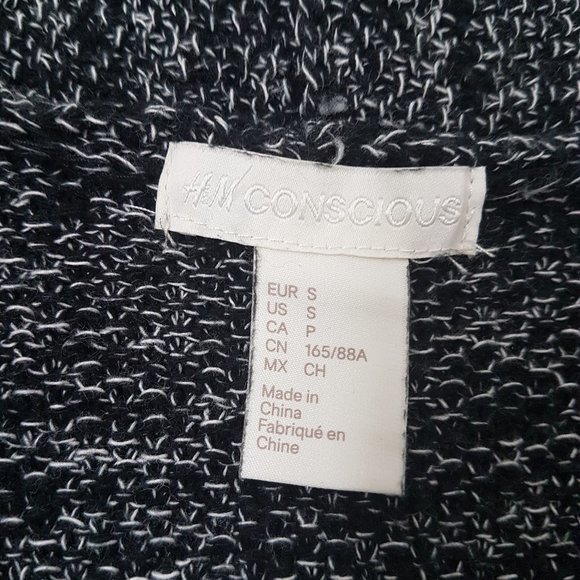 H&M CONSCIOUS
EUR S
US S
CA P
CN 165/88A
MX CH
Made in
China
Fabriqué en
Chine